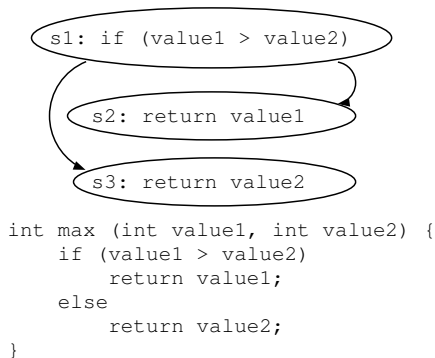 s1: if (value1 > value2)
s2: return value1
s3: return value2
int max (int value1, int value2) {
    if (value1 > value2)
        return value1;
    else
        return value2;
}